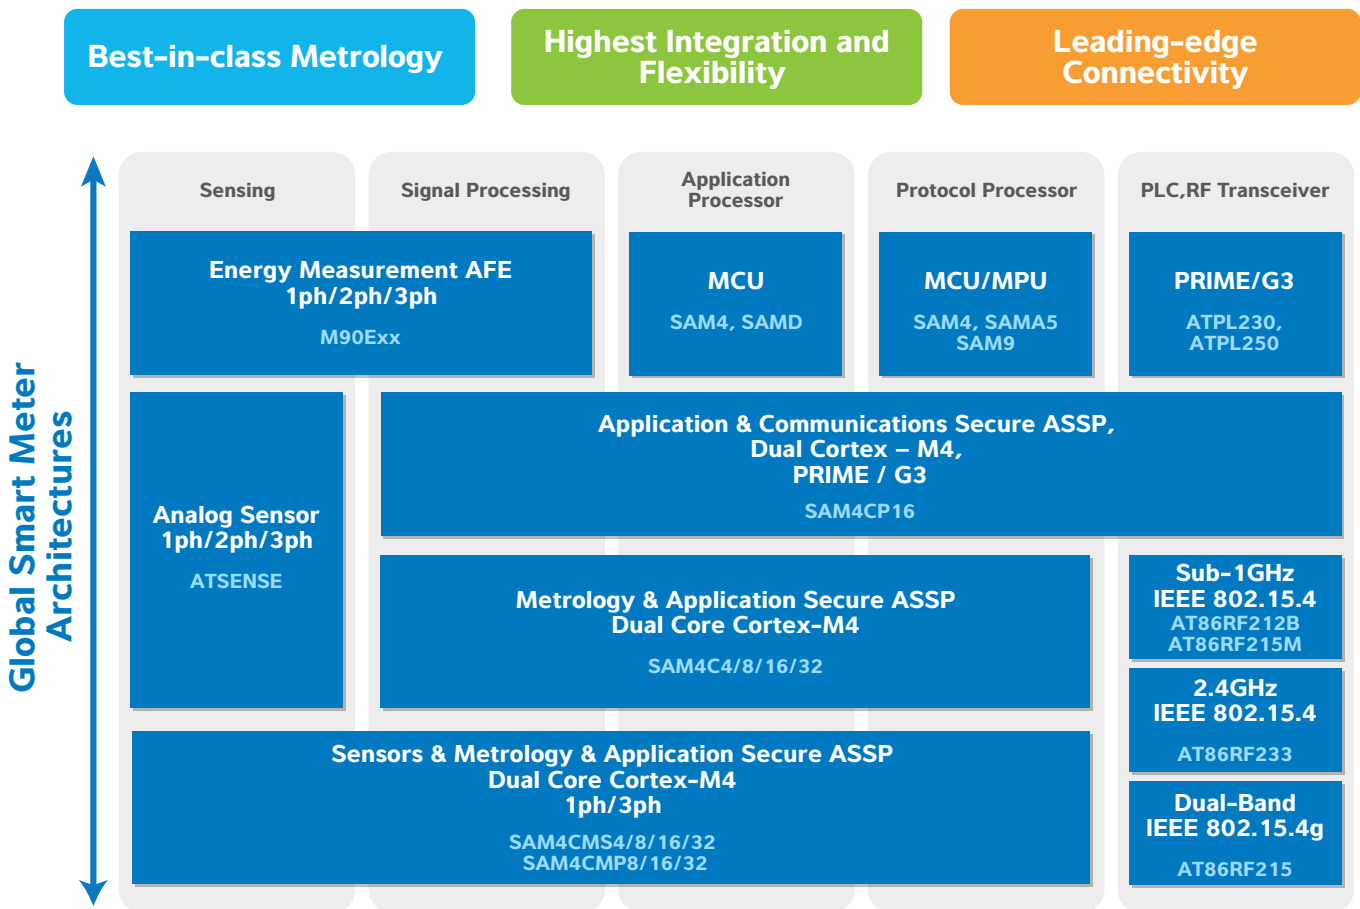 Best-in-class Metrology
Highest Integration and
Flexibility
Leading-edge
Connectivity
Global Smart Meter
Architectures
Sensing
Signal Processing
Application
Processor
Protocol Processor
PLC,RF Transceiver
Energy Measurement AFE
1ph/2ph/3ph
M90Exx
MCU
SAM4, SAMD
MCU/MPU
SAM4, SAMA5
SAM9
PRIME/G3
ATPL230,
ATPL250
Analog Sensor
1ph/2ph/3ph
ATSENSE
Application & Communications Secure ASSP,
Dual Cortex – M4,
PRIME / G3
SAM4CP16
Metrology & Application Secure ASSP
Dual Core Cortex-M4
SAM4C4/8/16/32
Sub-1GHz
IEEE 802.15.4
AT86RF212B
AT86RF215M
2.4GHz
IEEE 802.15.4
AT86RF233
Sensors & Metrology & Application Secure ASSP
Dual Core Cortex-M4
1ph/3ph
SAM4CMS4/8/16/32
SAM4CMP8/16/32
Dual-Band
IEEE 802.15.4g
AT86RF215